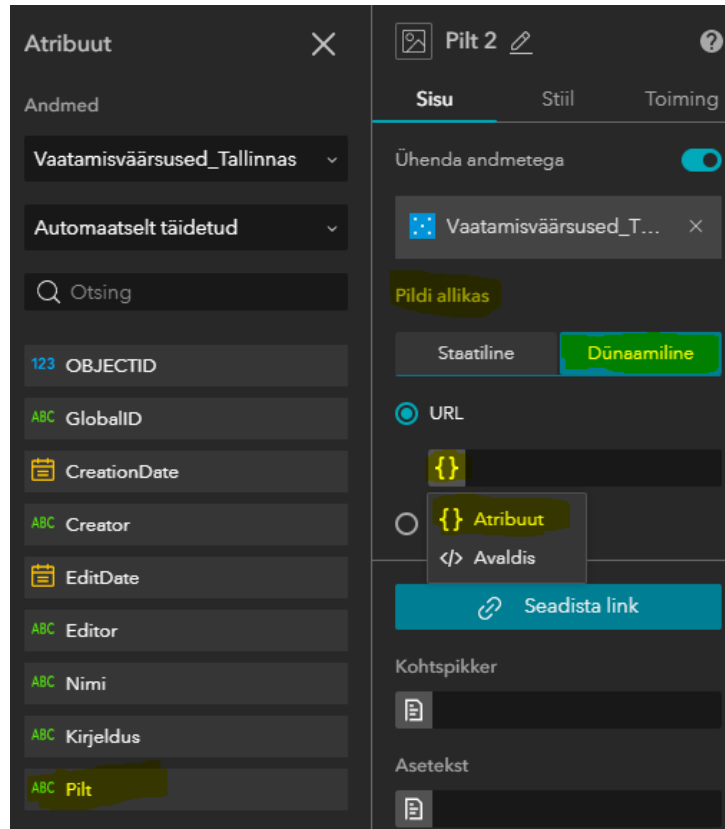 Atribuut
Andmed
Vaatamisväärsused_Tallinnas
Automaatselt täidetud
Otsing
123 OBJECTID
ABC GlobalID
CreationDate
ABC Creator
EditDate
ABC Editor
ABC Nimi
ABC Kirjeldus
ABC Pilt
Pilt 2
?
Sisu Stiil Toiming
Ühenda andmetega
Vaatamisväärsused_T...
Pildi allikas
Staatiline Dünaamiline
URL
{}
{} Atribuut
</> Avaldis
Seadista link
Kohtspikker
Asetekst